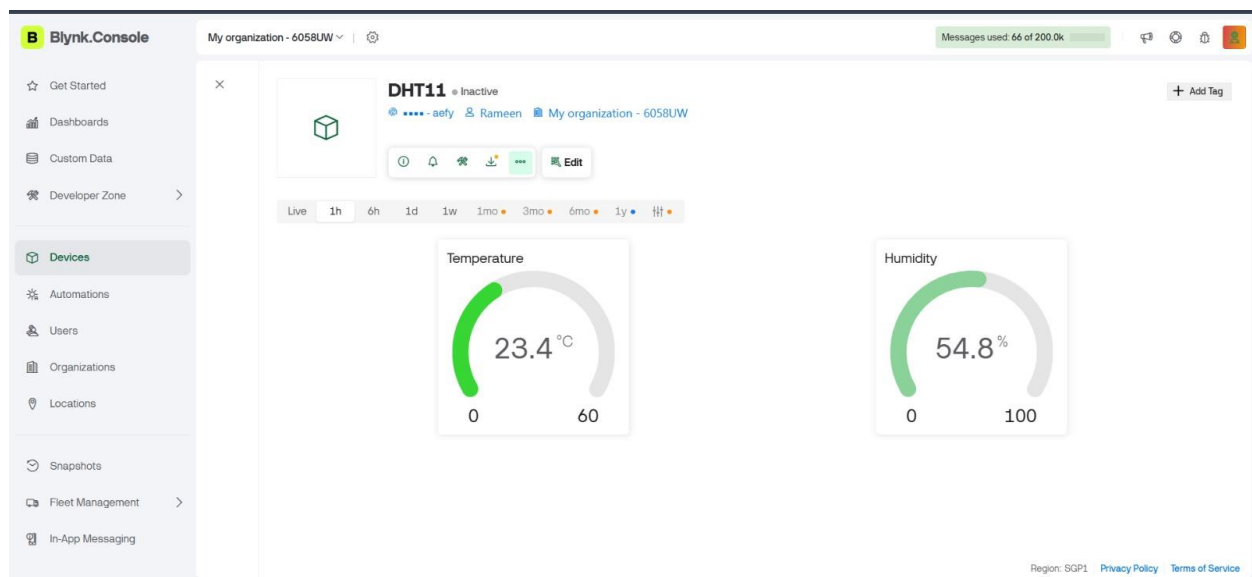 B Blynk.Console
My organization - 6058UW
Messages used: 66 of 200.0k
Get Started
Dashboards
Custom Data
Developer Zone
Devices
Automations
Users
Organizations
Locations
Snapshots
Fleet Management
In-App Messaging
DHT11 Inactive
•••• - aefy Rameen My organization - 6058UW
+ Add Tag
Edit
Live 1h 6h 1d 1w 1mo 3mo 6mo 1y
Temperature
23.4 °C
0 60
Humidity
54.8 %
0 100
Region: SGP1 Privacy Policy Terms of Service